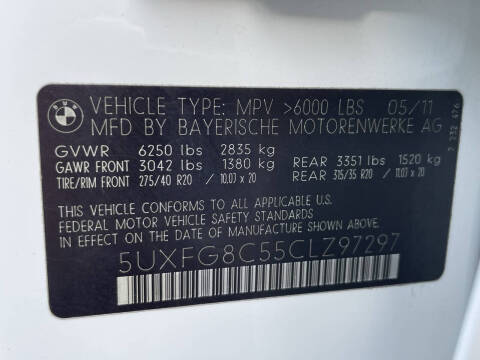 BMW
VEHICLE TYPE: MPV >6000 LBS 05/11
MFD BY BAYERISCHE MOTORENWERKE AG
GVWR 6250 lbs 2835 kg
GAWR FRONT 3042 lbs 1380 kg REAR 3351 lbs 1520 kg
TIRE/RIM FRONT 275/40 R20 / 10.0J x 20 REAR 315/35 R20 / 11.0J x 20
THIS VEHICLE CONFORMS TO ALL APPLICABLE U.S.
FEDERAL MOTOR VEHICLE SAFETY STANDARDS
IN EFFECT ON THE DATE OF MANUFACTURE SHOWN ABOVE.
5UXFG8C55CLZ97297